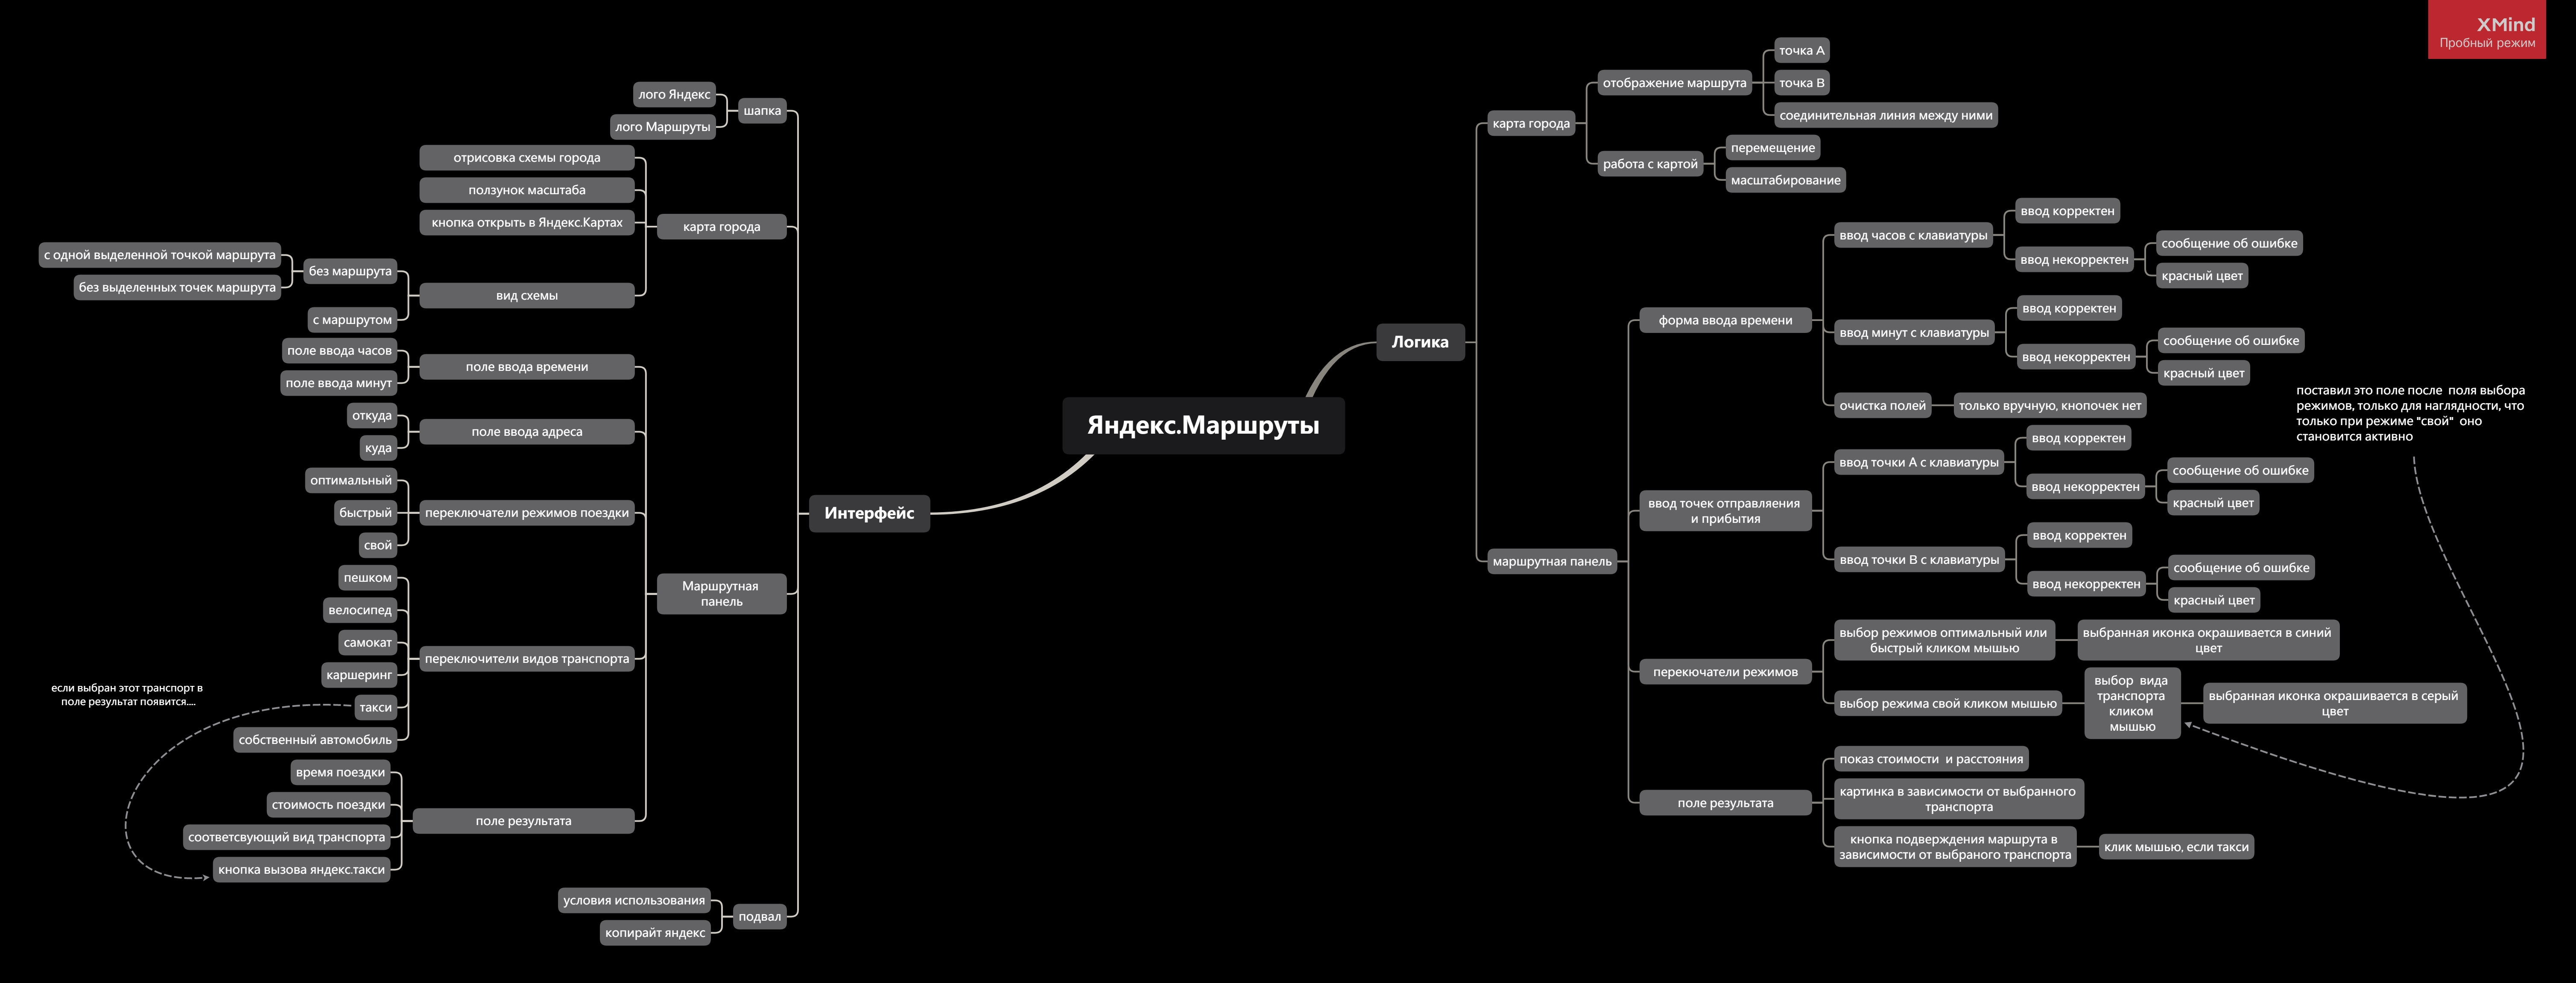 XMind
Пробный режим
Яндекс.Маршруты
Логика
карта города
отображение маршрута
точка А
точка В
соединительная линия между ними
работа с картой
перемещение
масштабирование
маршрутная панель
форма ввода времени
ввод часов с клавиатуры
ввод корректен
ввод некорректен
сообщение об ошибке
красный цвет
ввод минут с клавиатуры
ввод корректен
ввод некорректен
сообщение об ошибке
красный цвет
очистка полей
только вручную, кнопочек нет
ввод точек отправления
и прибытия
ввод точки А с клавиатуры
ввод корректен
ввод некорректен
сообщение об ошибке
красный цвет
ввод точки В с клавиатуры
ввод корректен
ввод некорректен
сообщение об ошибке
красный цвет
перекючатели режимов
выбор режимов оптимальный или
быстрый кликом мышью
выбранная иконка окрашивается в синий
цвет
выбор режима свой кликом мышью
выбор  вида
транспорта
кликом
мышью
выбранная иконка окрашивается в серый
цвет
поставил это поле после  поля выбора
режимов, только для наглядности, что
только при режиме "свой"  оно
становится активно
поле результата
показ стоимости  и расстояния
картинка в зависимости от выбранного
транспорта
кнопка подверждения маршрута в
зависимости от выбраного транспорта
клик мышью, если такси
Интерфейс
шапка
лого Яндекс
лого Маршруты
карта города
отрисовка схемы города
ползунок масштаба
кнопка открыть в Яндекс.Картах
вид схемы
без маршрута
с одной выделенной точкой маршрута
без выделенных точек маршрута
с маршрутом
Маршрутная
панель
поле ввода времени
поле ввода часов
поле ввода минут
поле ввода адреса
откуда
куда
переключатели режимов поездки
оптимальный
быстрый
свой
переключители видов транспорта
пешком
велосипед
самокат
каршеринг
такси
собственный автомобиль
если выбран этот транспорт в
поле результат появится....
поле результата
время поездки
стоимость поездки
соответсвующий вид транспорта
кнопка вызова яндекс.такси
подвал
условия использования
копирайт яндекс